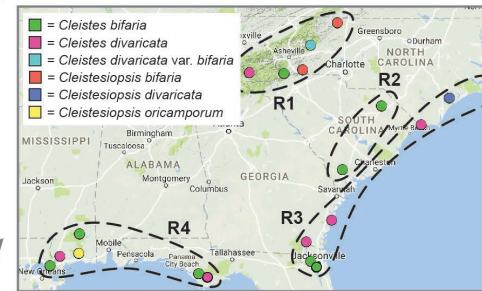 = Cleistes bifaria
= Cleistes divaricata
= Cleistes divaricata var. bifaria
= Cleistesiopsis bifaria
= Cleistesiopsis divaricata
= Cleistesiopsis oricamporum
Greensboro
Durham
Asheville
NORTH
CAROLINA
Charlotte
R1
R2
SOUTH
CAROLINA
Myrtle Beach
Charleston
MISSISSIPPI
Birmingham
Tuscaloosa
ALABAMA
Jackson
Montgomery
Columbus
GEORGIA
Savannah
R3
R4
Mobile
Pensacola
Panama
City Beach
Tallahassee
Jacksonville
New Orleans